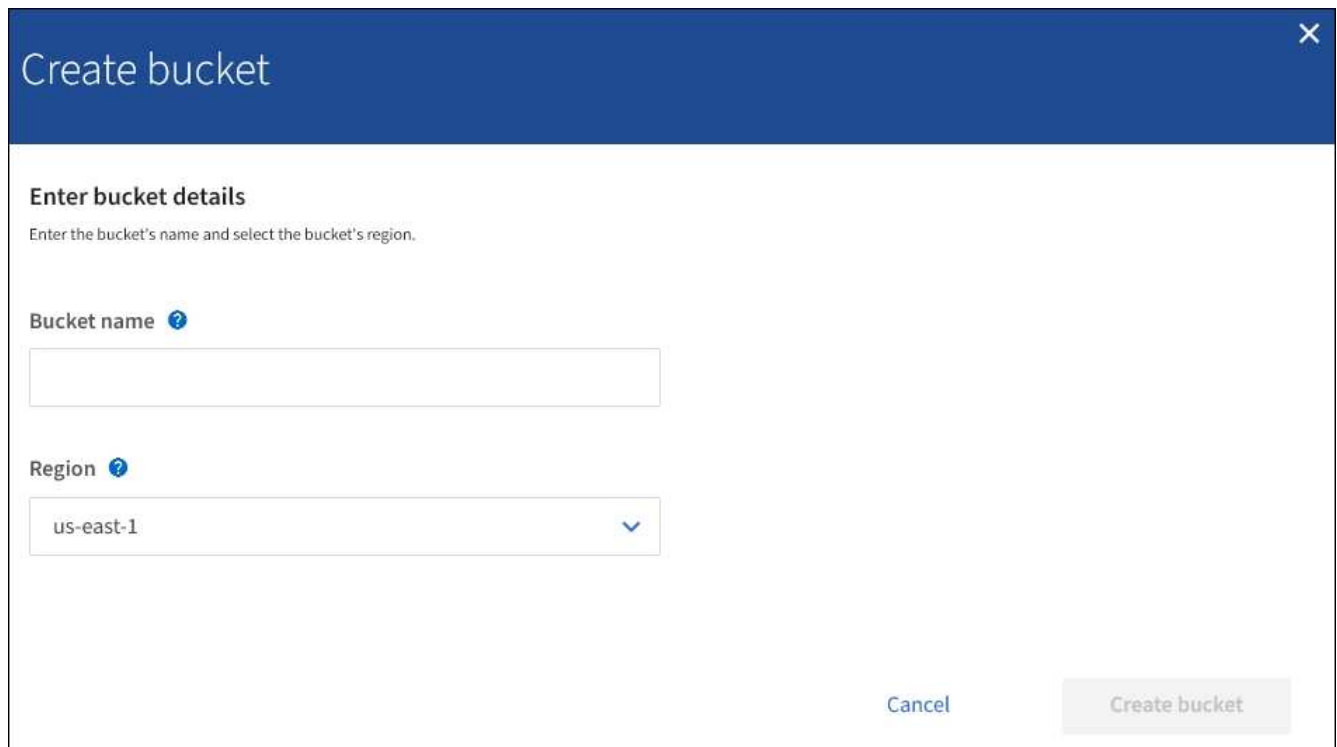 Create bucket
Enter bucket details
Enter the bucket's name and select the bucket's region.
Bucket name ?
Region ?
us-east-1
Cancel
Create bucket